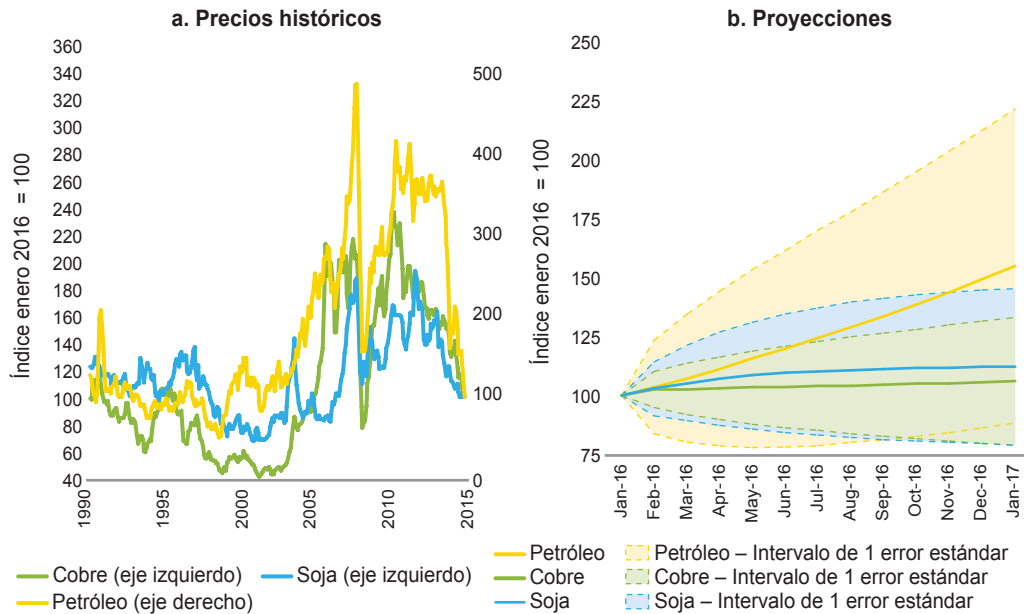 a. Precios históricos
Índice enero 2016 = 100
360
340
320
300
280
260
240
220
200
180
160
140
120
100
80
60
40
500
400
300
200
100
0
1990
1995
2000
2005
2010
2015
Cobre (eje izquierdo)
Soja (eje izquierdo)
Petróleo (eje derecho)
b. Proyecciones
Índice enero 2016 = 100
250
225
200
175
150
125
100
75
Jan-16
Feb-16
Mar-16
Apr-16
May-16
Jun-16
Jul-16
Aug-16
Sep-16
Oct-16
Nov-16
Dec-16
Jan-17
Petróleo
Petróleo – Intervalo de 1 error estándar
Cobre
Cobre – Intervalo de 1 error estándar
Soja
Soja – Intervalo de 1 error estándar